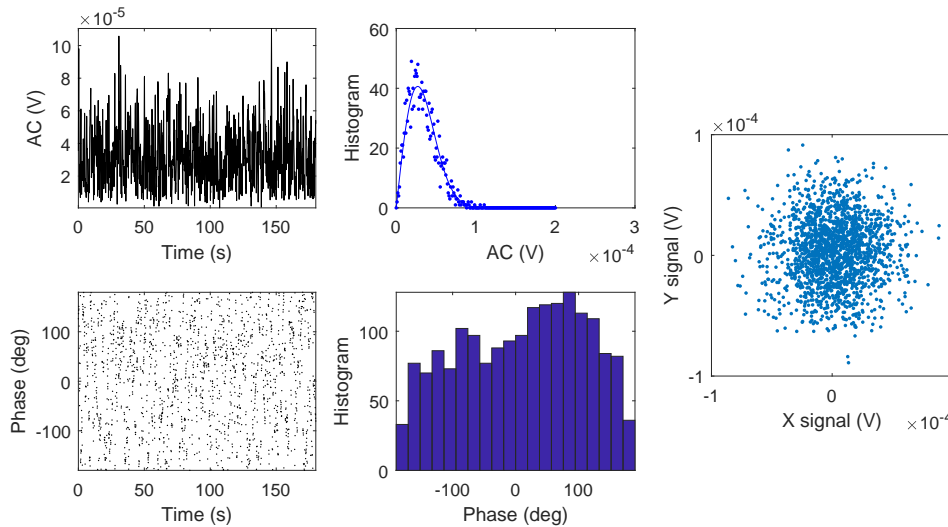 ×10^-5
10
8
6
4
2
AC (V)
0 50 100 150
Time (s)
60
40
20
0
Histogram
0 1 2 3
AC (V) ×10^-4
100
0
-100
Phase (deg)
0 50 100 150
Time (s)
100
50
0
Histogram
-100 0 100
Phase (deg)
1 ×10^-4
0
-1
Y signal (V)
-1 0
X signal (V) ×10^-4